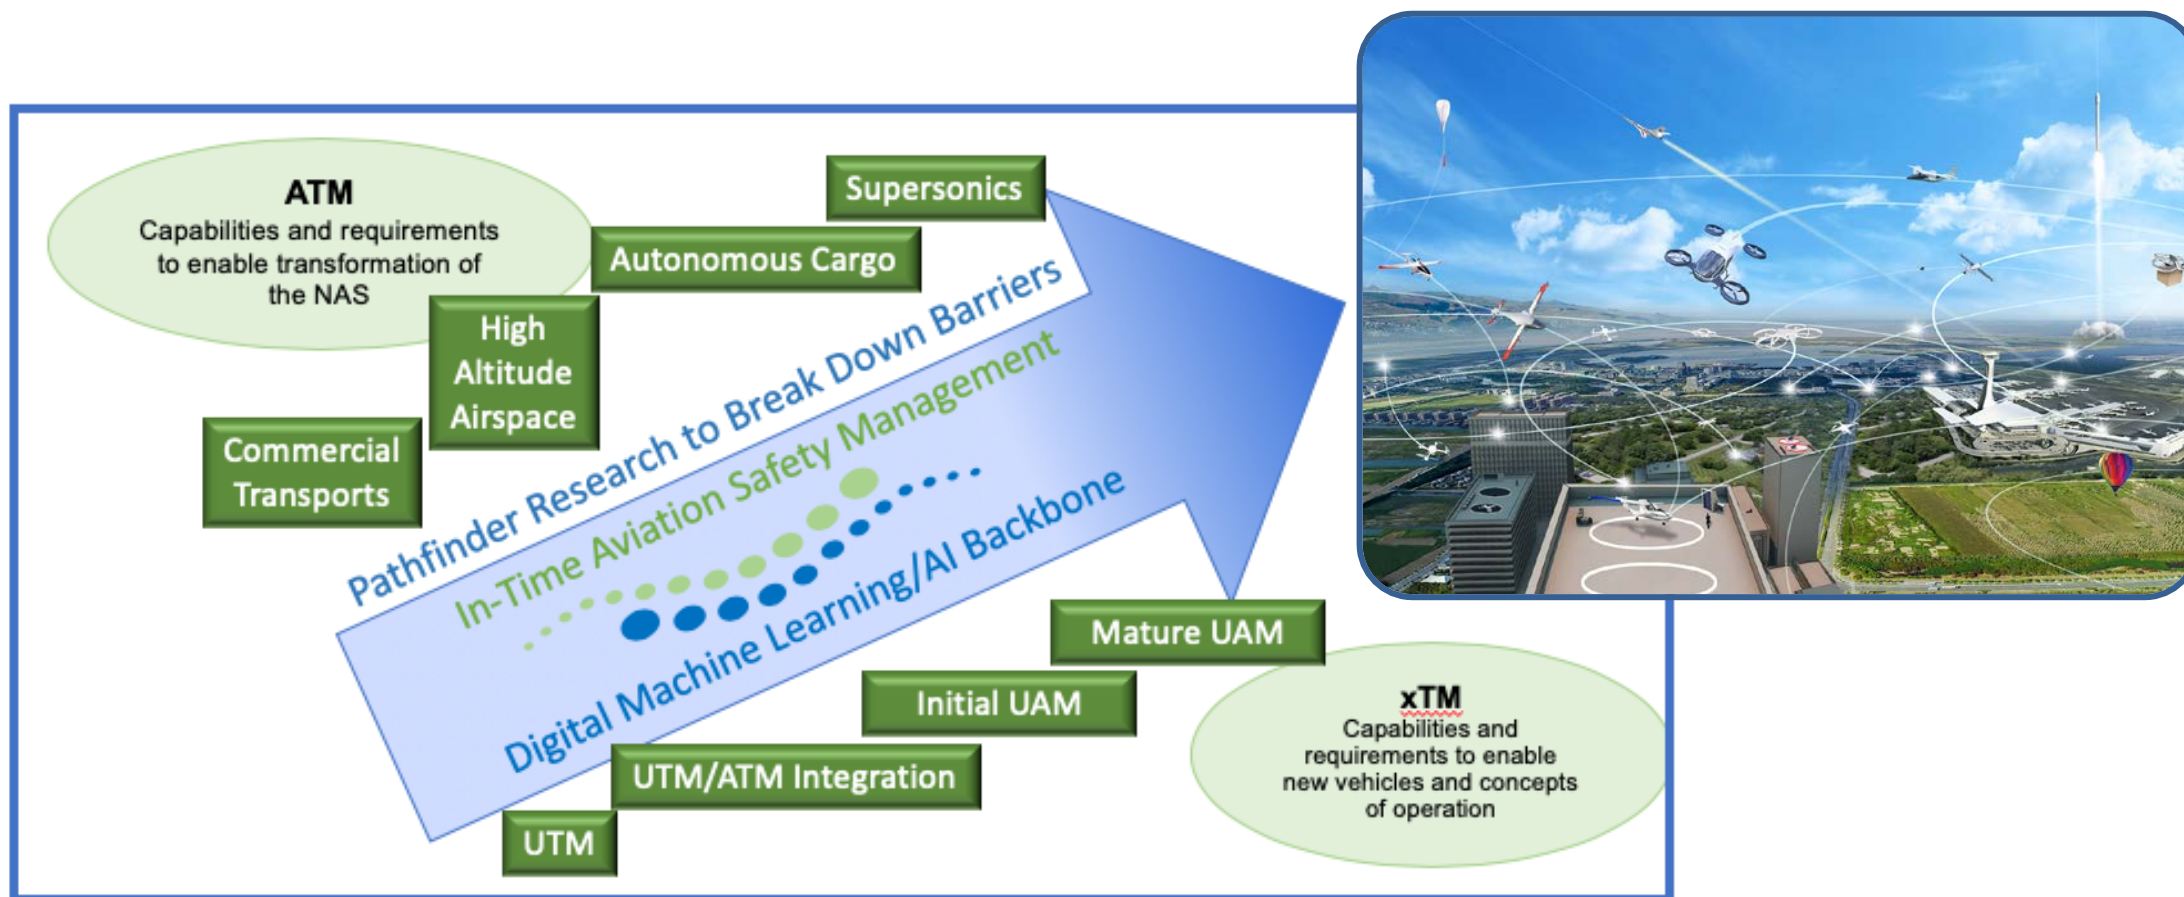 ATM
Capabilities and requirements
to enable transformation of
the NAS
Supersonics
Autonomous Cargo
High
Altitude
Airspace
Commercial
Transports
Pathfinder Research to Break Down Barriers
In-Time Aviation Safety Management
Digital Machine Learning/AI Backbone
Mature UAM
Initial UAM
UTM/ATM Integration
UTM
xTM
Capabilities and
requirements to enable
new vehicles and concepts
of operation